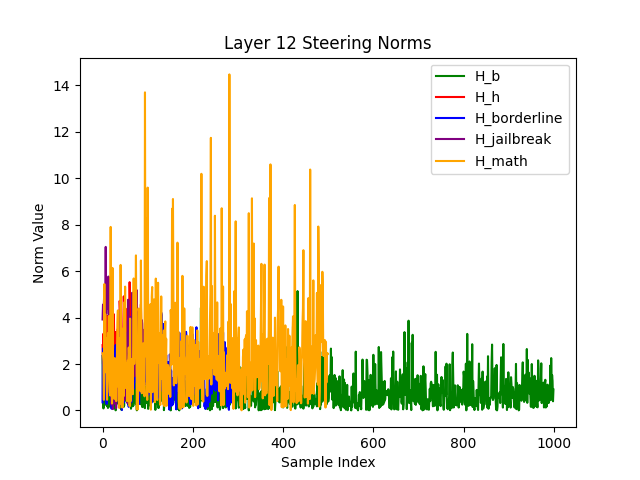 Layer 12 Steering Norms
Norm Value
14
12
10
8
6
4
2
0
H_b
H_h
H_borderline
H_jailbreak
H_math
0 200 400 600 800 1000
Sample Index